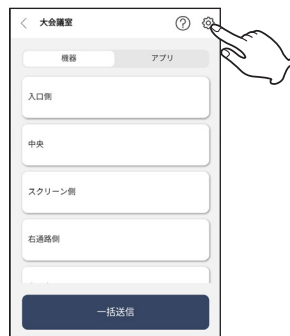 大会議室
?
機器
アプリ
入口側
中央
スクリーン側
右通路側
一括送信